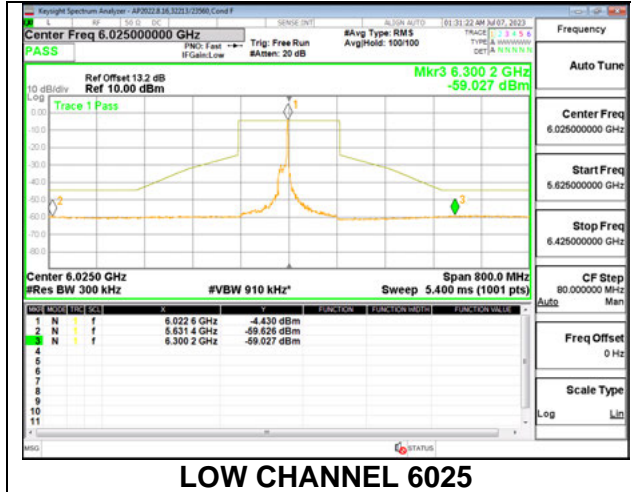 Keysight Spectrum Analyzer - AP2022.8.16,32213/23560,Cond F
L RF 50 Ω DC SENSE:INT ALIGN AUTO 01:31:22 AM Jul 07, 2023
Center Freq 6.025000000 GHz
PASS
PNO: Fast
IFGain:Low
Trig: Free Run
#Atten: 20 dB
#Avg Type: RMS
Avg|Hold: 100/100
TRACE 1 2 3 4 5 6
TYPE A WWWWW
DET A N N N N N
Frequency
Auto Tune
Center Freq
6.025000000 GHz
Start Freq
5.625000000 GHz
Stop Freq
6.425000000 GHz
CF Step
80.000000 MHz
Auto Man
Freq Offset
0 Hz
Scale Type
Log Lin
Ref Offset 13.2 dB
10 dB/div Ref 10.00 dBm
Log
Mkr3 6.300 2 GHz
-59.027 dBm
Trace 1 Pass
0.00
-10.0
-20.0
-30.0
-40.0
-50.0
-60.0
-70.0
-80.0
1
2
3
Center 6.0250 GHz Span 800.0 MHz
#Res BW 300 kHz #VBW 910 kHz* Sweep 5.400 ms (1001 pts)
MKR MODE TRC SCL X Y FUNCTION FUNCTION WIDTH FUNCTION VALUE
1 N 1 f 6.022 6 GHz -4.430 dBm
2 N 1 f 5.631 4 GHz -59.626 dBm
3 N 1 f 6.300 2 GHz -59.027 dBm
4
5
6
7
8
9
10
11
MSG STATUS
LOW CHANNEL 6025